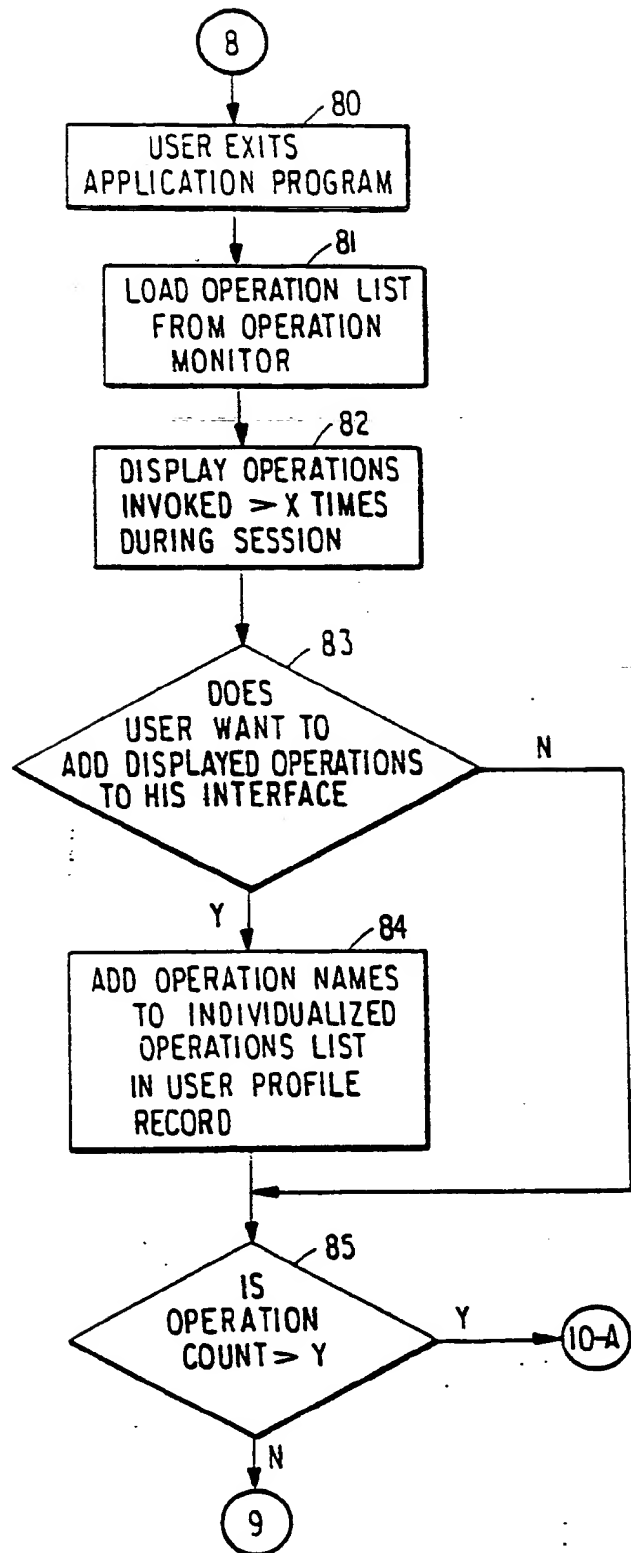 8
80
USER EXITS
APPLICATION PROGRAM
81
LOAD OPERATION LIST
FROM OPERATION
MONITOR
82
DISPLAY OPERATIONS
INVOKED > X TIMES
DURING SESSION
83
DOES
USER WANT TO
ADD DISPLAYED OPERATIONS
TO HIS INTERFACE
N
Y
84
ADD OPERATION NAMES
TO INDIVIDUALIZED
OPERATIONS LIST
IN USER PROFILE
RECORD
85
IS
OPERATION
COUNT > Y
Y
10-A
N
9